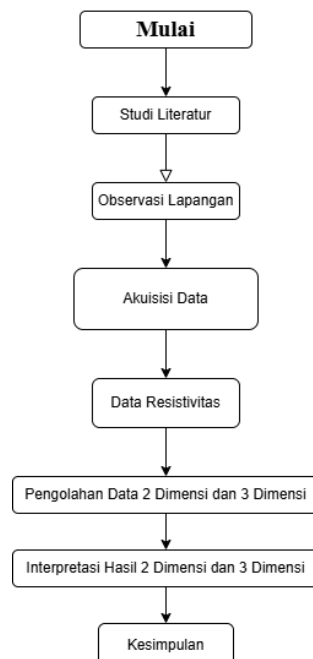 Mulai
Studi Literatur
Observasi Lapangan
Akuisisi Data
Data Resistivitas
Pengolahan Data 2 Dimensi dan 3 Dimensi
Interpretasi Hasil 2 Dimensi dan 3 Dimensi
Kesimpulan